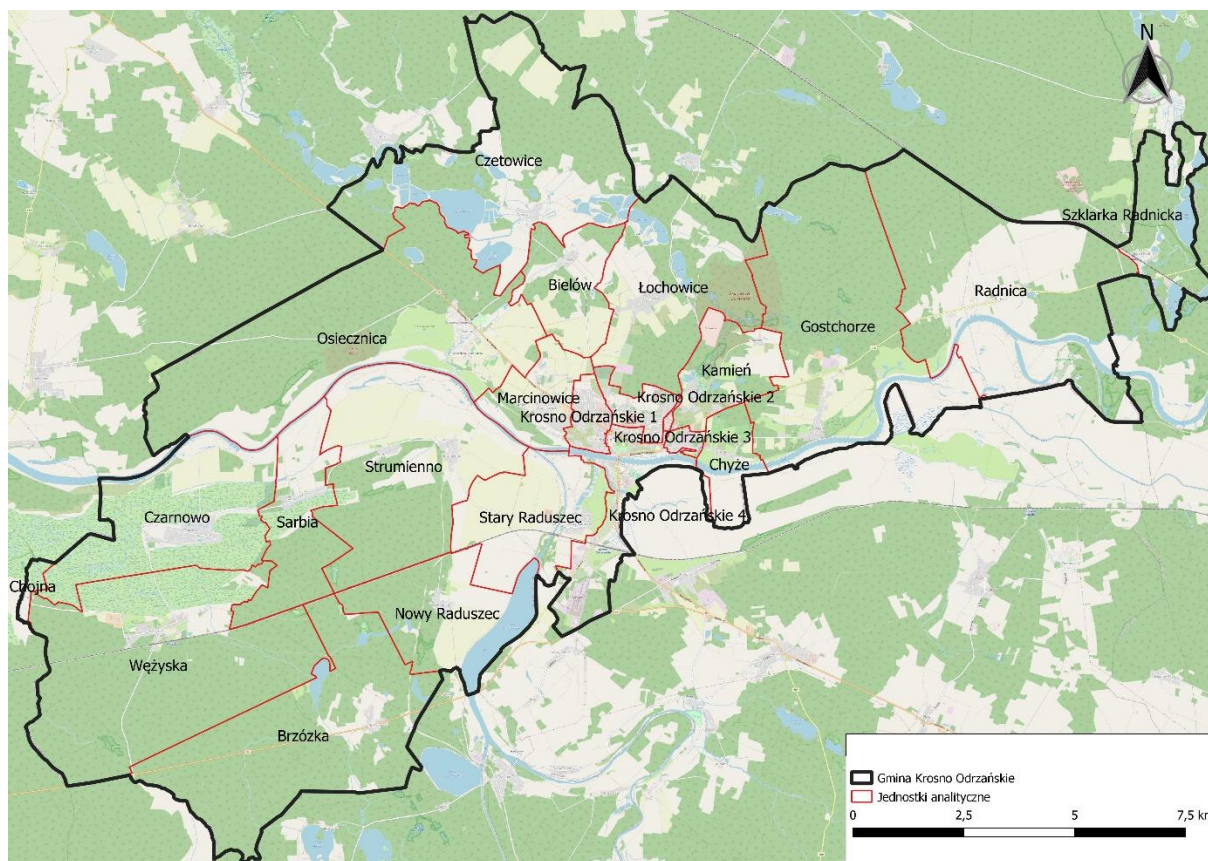 N
Czetowice
Szklarka Radnicka
Bielów
Łochowice
Radnica
Osiecznica
Gostchorze
Kamień
Marcinowice
Krosno Odrzańskie 2
Krosno Odrzańskie 1
Krosno Odrzańskie 3
Strumienno
Chyże
Czarnowo
Sarbia
Stary Raduszec
Krosno Odrzańskie 4
Chojna
Nowy Raduszec
Wężyska
Brzózka
Gmina Krosno Odrzańskie
Jednostki analityczne
0 2,5 5 7,5 km